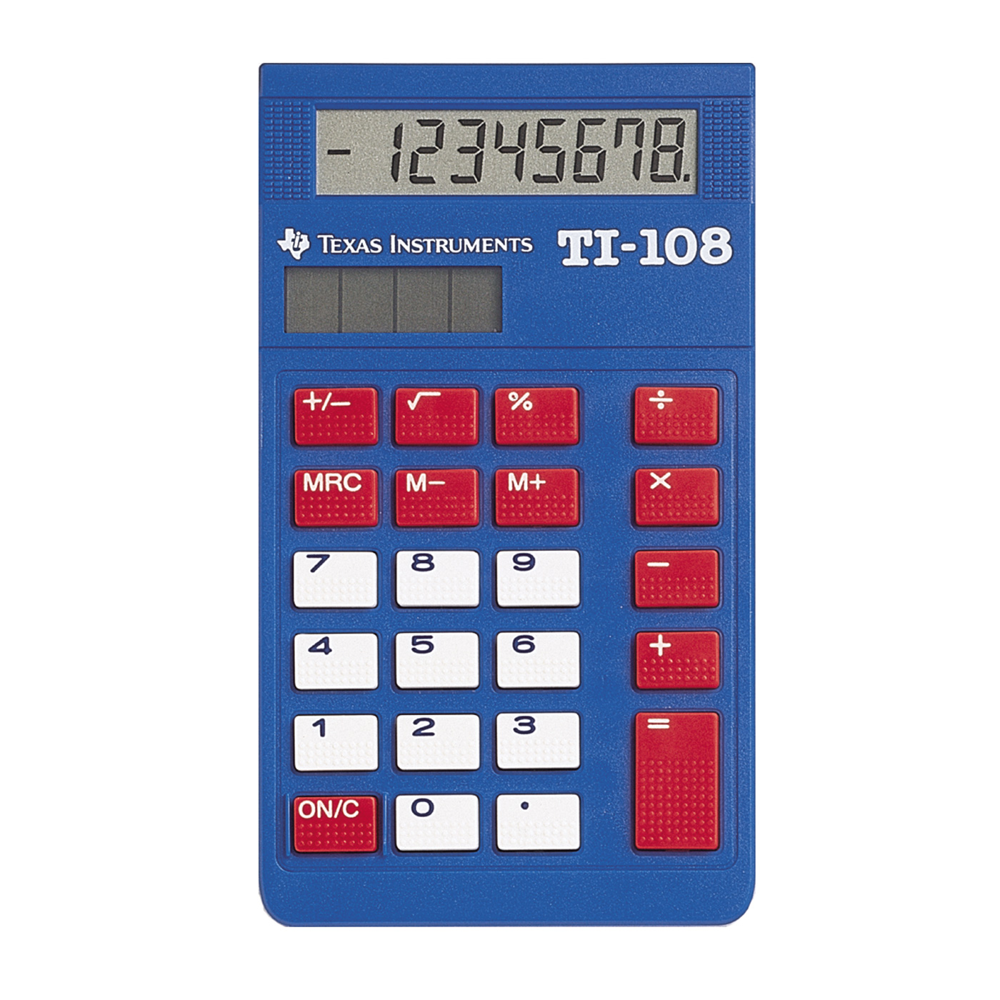 - 12345678.
TEXAS INSTRUMENTS TI-108
+/− √ % ÷
MRC M− M+ ×
7 8 9 −
4 5 6 +
1 2 3 =
ON/C 0 .